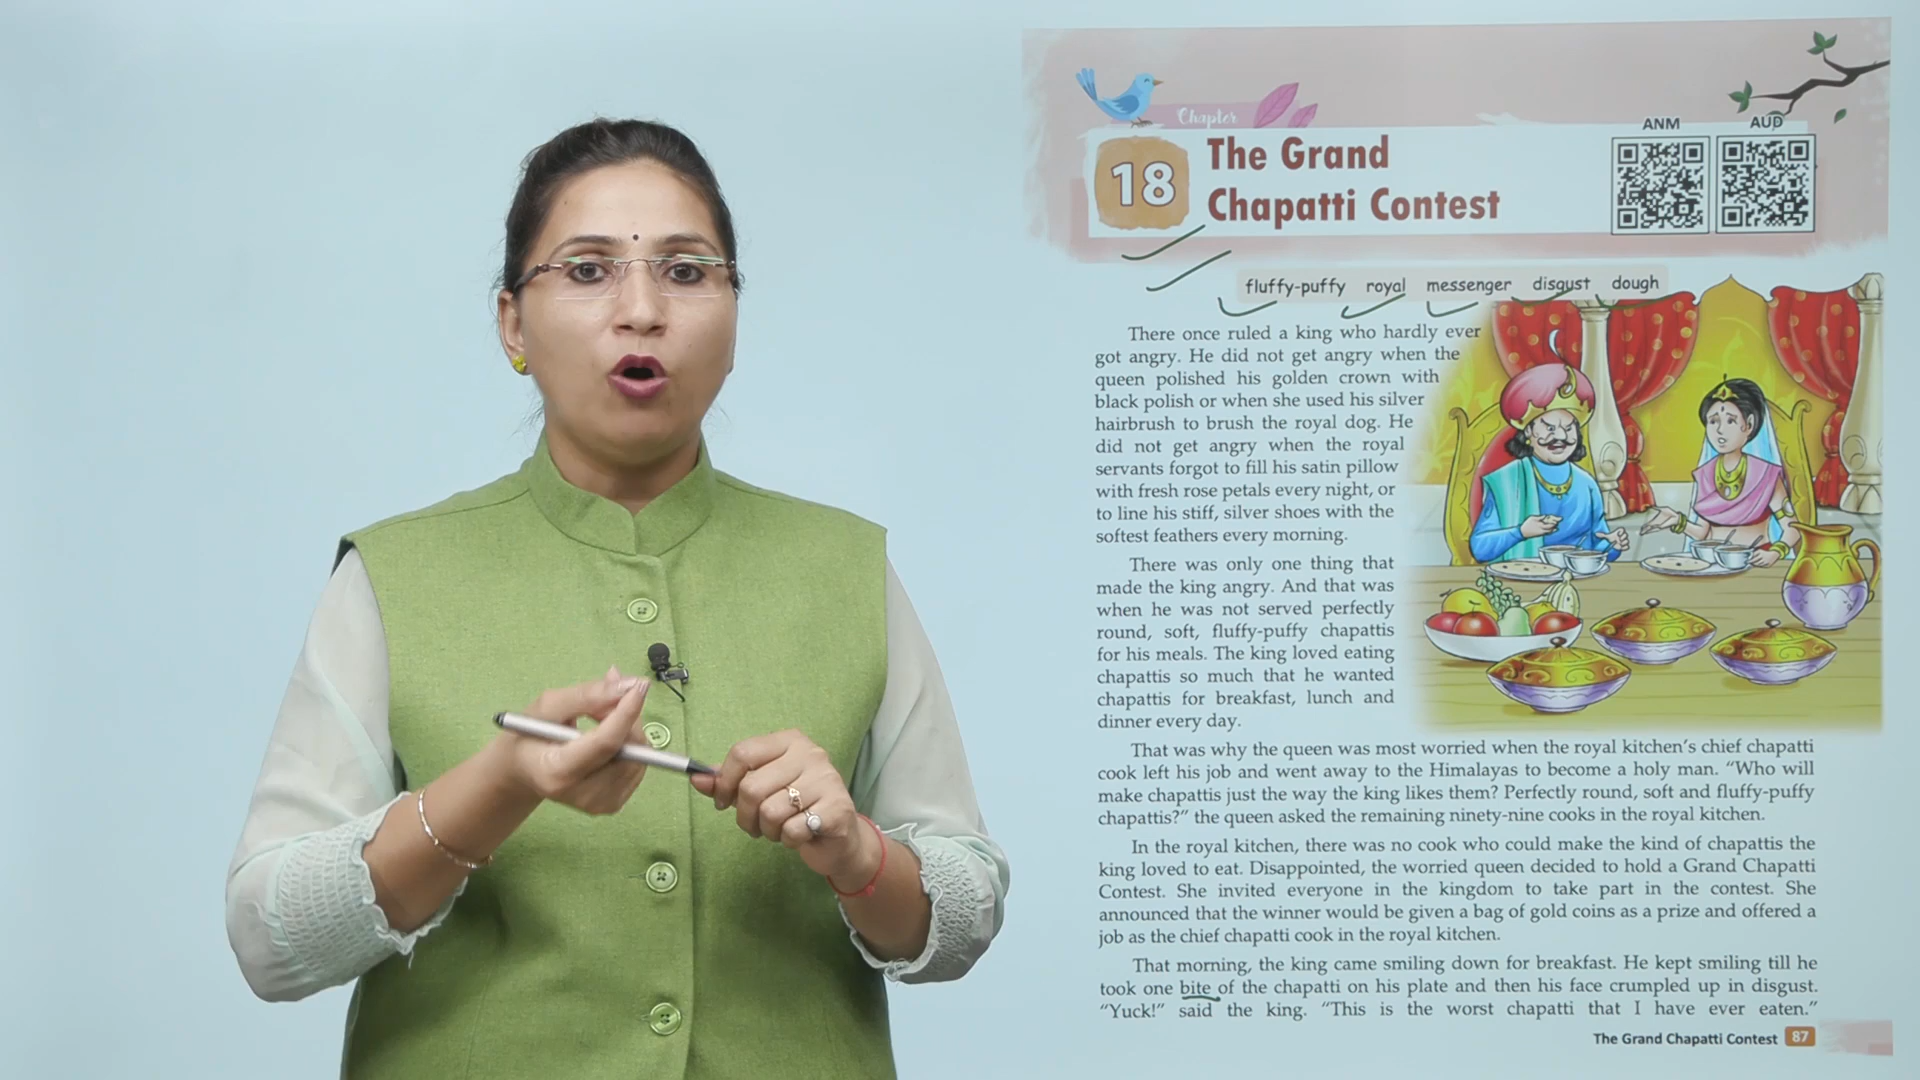 Chapter
18
The Grand
Chapatti Contest
ANM
AUD
fluffy-puffy royal messenger disgust dough
There once ruled a king who hardly ever
got angry. He did not get angry when the
queen polished his golden crown with
black polish or when she used his silver
hairbrush to brush the royal dog. He
did not get angry when the royal
servants forgot to fill his satin pillow
with fresh rose petals every night, or
to line his stiff, silver shoes with the
softest feathers every morning.
There was only one thing that
made the king angry. And that was
when he was not served perfectly
round, soft, fluffy-puffy chapattis
for his meals. The king loved eating
chapattis so much that he wanted
chapattis for breakfast, lunch and
dinner every day.
That was why the queen was most worried when the royal kitchen's chief chapatti
cook left his job and went away to the Himalayas to become a holy man. "Who will
make chapattis just the way the king likes them? Perfectly round, soft and fluffy-puffy
chapattis?" the queen asked the remaining ninety-nine cooks in the royal kitchen.
In the royal kitchen, there was no cook who could make the kind of chapattis the
king loved to eat. Disappointed, the worried queen decided to hold a Grand Chapatti
Contest. She invited everyone in the kingdom to take part in the contest. She
announced that the winner would be given a bag of gold coins as a prize and offered a
job as the chief chapatti cook in the royal kitchen.
That morning, the king came smiling down for breakfast. He kept smiling till he
took one bite of the chapatti on his plate and then his face crumpled up in disgust.
"Yuck!" said the king. "This is the worst chapatti that I have ever eaten."
The Grand Chapatti Contest 87